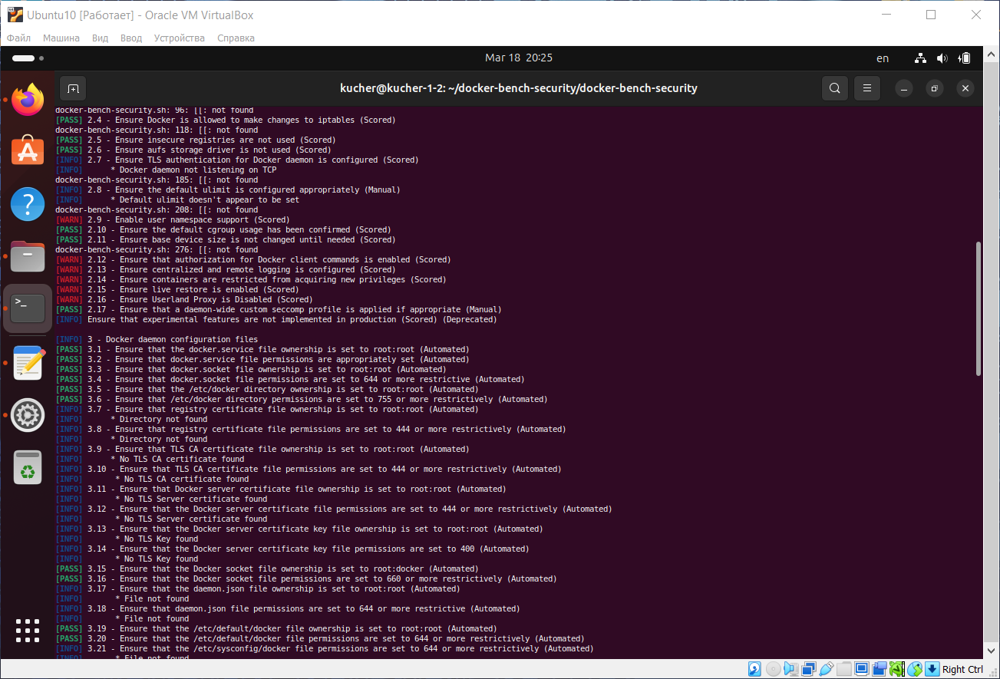 Ubuntu10 [Работает] - Oracle VM VirtualBox
Файл Машина Вид Ввод Устройства Справка
Mar 18 20:25
en
kucher@kucher-1-2: ~/docker-bench-security/docker-bench-security
docker-bench-security.sh: 96: [[: not found
[PASS] 2.4 - Ensure Docker is allowed to make changes to iptables (Scored)
docker-bench-security.sh: 118: [[: not found
[PASS] 2.5 - Ensure insecure registries are not used (Scored)
[PASS] 2.6 - Ensure aufs storage driver is not used (Scored)
[INFO] 2.7 - Ensure TLS authentication for Docker daemon is configured (Scored)
[INFO] * Docker daemon not listening on TCP
docker-bench-security.sh: 185: [[: not found
[INFO] 2.8 - Ensure the default ulimit is configured appropriately (Manual)
[INFO] * Default ulimit doesn't appear to be set
docker-bench-security.sh: 208: [[: not found
[WARN] 2.9 - Enable user namespace support (Scored)
[PASS] 2.10 - Ensure the default cgroup usage has been confirmed (Scored)
[PASS] 2.11 - Ensure base device size is not changed until needed (Scored)
docker-bench-security.sh: 276: [[: not found
[WARN] 2.12 - Ensure that authorization for Docker client commands is enabled (Scored)
[WARN] 2.13 - Ensure centralized and remote logging is configured (Scored)
[WARN] 2.14 - Ensure containers are restricted from acquiring new privileges (Scored)
[WARN] 2.15 - Ensure live restore is enabled (Scored)
[WARN] 2.16 - Ensure Userland Proxy is Disabled (Scored)
[PASS] 2.17 - Ensure that a daemon-wide custom seccomp profile is applied if appropriate (Manual)
[INFO] Ensure that experimental features are not implemented in production (Scored) (Deprecated)
[INFO] 3 - Docker daemon configuration files
[PASS] 3.1 - Ensure that the docker.service file ownership is set to root:root (Automated)
[PASS] 3.2 - Ensure that docker.service file permissions are appropriately set (Automated)
[PASS] 3.3 - Ensure that docker.socket file ownership is set to root:root (Automated)
[PASS] 3.4 - Ensure that docker.socket file permissions are set to 644 or more restrictive (Automated)
[PASS] 3.5 - Ensure that the /etc/docker directory ownership is set to root:root (Automated)
[PASS] 3.6 - Ensure that /etc/docker directory permissions are set to 755 or more restrictively (Automated)
[INFO] 3.7 - Ensure that registry certificate file ownership is set to root:root (Automated)
[INFO] * Directory not found
[INFO] 3.8 - Ensure that registry certificate file permissions are set to 444 or more restrictively (Automated)
[INFO] * Directory not found
[INFO] 3.9 - Ensure that TLS CA certificate file ownership is set to root:root (Automated)
[INFO] * No TLS CA certificate found
[INFO] 3.10 - Ensure that TLS CA certificate file permissions are set to 444 or more restrictively (Automated)
[INFO] * No TLS CA certificate found
[INFO] 3.11 - Ensure that Docker server certificate file ownership is set to root:root (Automated)
[INFO] * No TLS Server certificate found
[INFO] 3.12 - Ensure that the Docker server certificate file permissions are set to 444 or more restrictively (Automated)
[INFO] * No TLS Server certificate found
[INFO] 3.13 - Ensure that the Docker server certificate key file ownership is set to root:root (Automated)
[INFO] * No TLS Key found
[INFO] 3.14 - Ensure that the Docker server certificate key file permissions are set to 400 (Automated)
[INFO] * No TLS Key found
[PASS] 3.15 - Ensure that the Docker socket file ownership is set to root:docker (Automated)
[PASS] 3.16 - Ensure that the Docker socket file permissions are set to 660 or more restrictively (Automated)
[INFO] 3.17 - Ensure that the daemon.json file ownership is set to root:root (Automated)
[INFO] * File not found
[INFO] 3.18 - Ensure that daemon.json file permissions are set to 644 or more restrictive (Automated)
[INFO] * File not found
[PASS] 3.19 - Ensure that the /etc/default/docker file ownership is set to root:root (Automated)
[PASS] 3.20 - Ensure that the /etc/default/docker file permissions are set to 644 or more restrictively (Automated)
[INFO] 3.21 - Ensure that the /etc/sysconfig/docker file permissions are set to 644 or more restrictively (Automated)
[INFO] * File not found
Right Ctrl